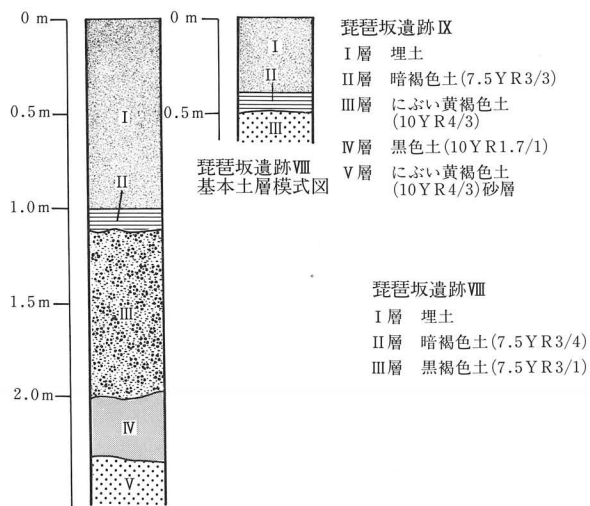 0 m
0.5m
1.0m
1.5m
2.0m
I
II
III
IV
V
0 m
0.5m
I
II
III
琵琶坂遺跡VIII
基本土層模式図
琵琶坂遺跡IX
I層 埋土
II層 暗褐色土(7.5YR3/3)
III層 にぶい黄褐色土
(10YR4/3)
IV層 黒色土(10YR1.7/1)
V層 にぶい黄褐色土
(10YR4/3)砂層
琵琶坂遺跡VIII
I層 埋土
II層 暗褐色土(7.5YR3/4)
III層 黒褐色土(7.5YR3/1)